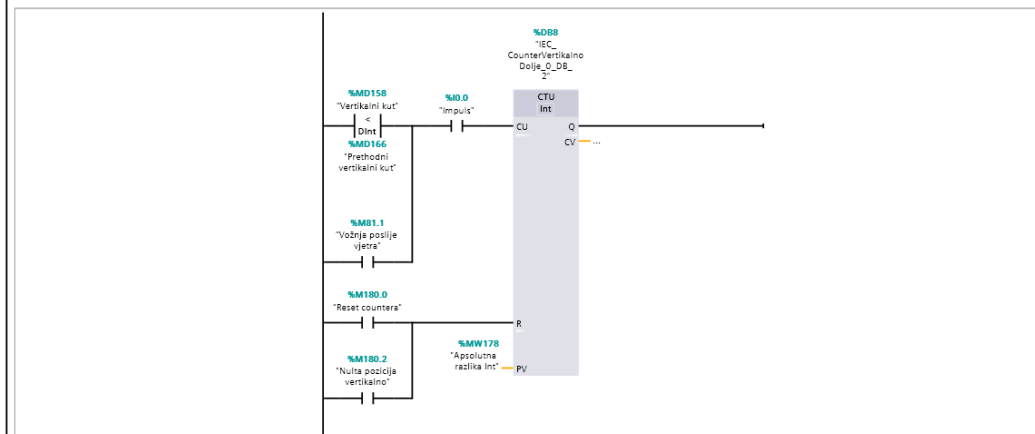 %DB8
"IEC_
CounterVertikalno
Dolje_0_DB_
2"
%MD158
"Vertikalni kut"
<
DInt
%MD166
"Prethodni
vertikalni kut"
%I0.0
"Impuls"
CTU
Int
CU
Q
CV
...
%M81.1
"Vožnja poslije
vjetra"
%M180.0
"Reset countera"
R
%M180.2
"Nulta pozicija
vertikalno"
%MW178
"Apsolutna
razlika Int"
PV